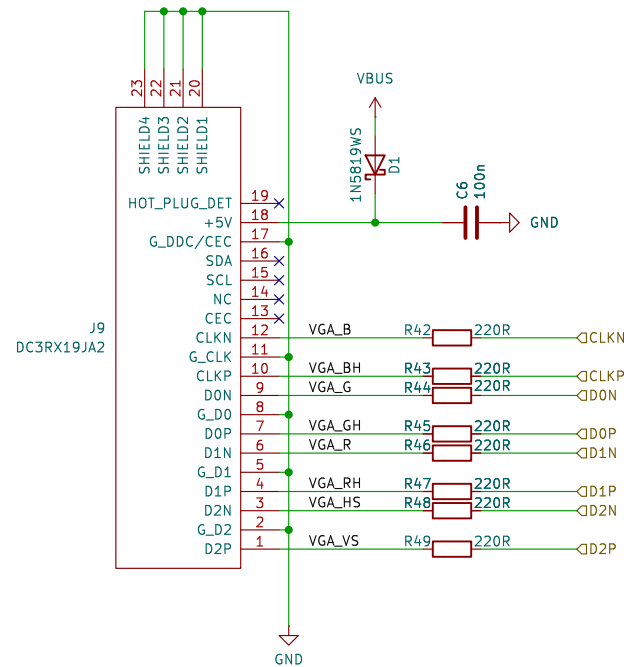 VBUS
1N5819WS
D1
C6
100n
GND
23
22
21
20
SHIELD4
SHIELD3
SHIELD2
SHIELD1
HOT_PLUG_DET 19
+5V 18
G_DDC/CEC 17
SDA 16
SCL 15
NC 14
CEC 13
J9
DC3RX19JA2
CLKN 12 VGA_B R42 220R CLKN
G_CLK 11
CLKP 10 VGA_BH R43 220R CLKP
D0N 9 VGA_G R44 220R D0N
G_D0 8
D0P 7 VGA_GH R45 220R D0P
D1N 6 VGA_R R46 220R D1N
G_D1 5
D1P 4 VGA_RH R47 220R D1P
D2N 3 VGA_HS R48 220R D2N
G_D2 2
D2P 1 VGA_VS R49 220R D2P
GND